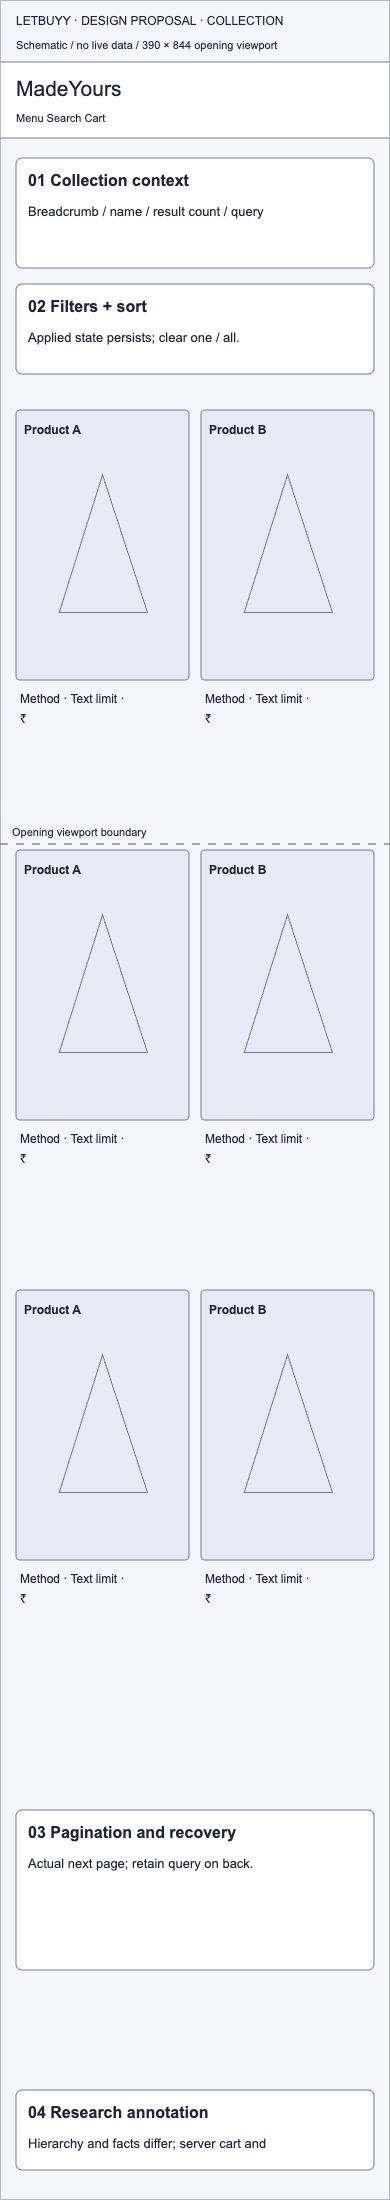 LETBUYY · DESIGN PROPOSAL · COLLECTION
Schematic / no live data / 390 × 844 opening viewport
MadeYours
Menu Search Cart
01 Collection context
Breadcrumb / name / result count / query
02 Filters + sort
Applied state persists; clear one / all.
Product A
Product B
Method · Text limit ·
₹
Method · Text limit ·
₹
Opening viewport boundary
Product A
Product B
Method · Text limit ·
₹
Method · Text limit ·
₹
Product A
Product B
Method · Text limit ·
₹
Method · Text limit ·
₹
03 Pagination and recovery
Actual next page; retain query on back.
04 Research annotation
Hierarchy and facts differ; server cart and